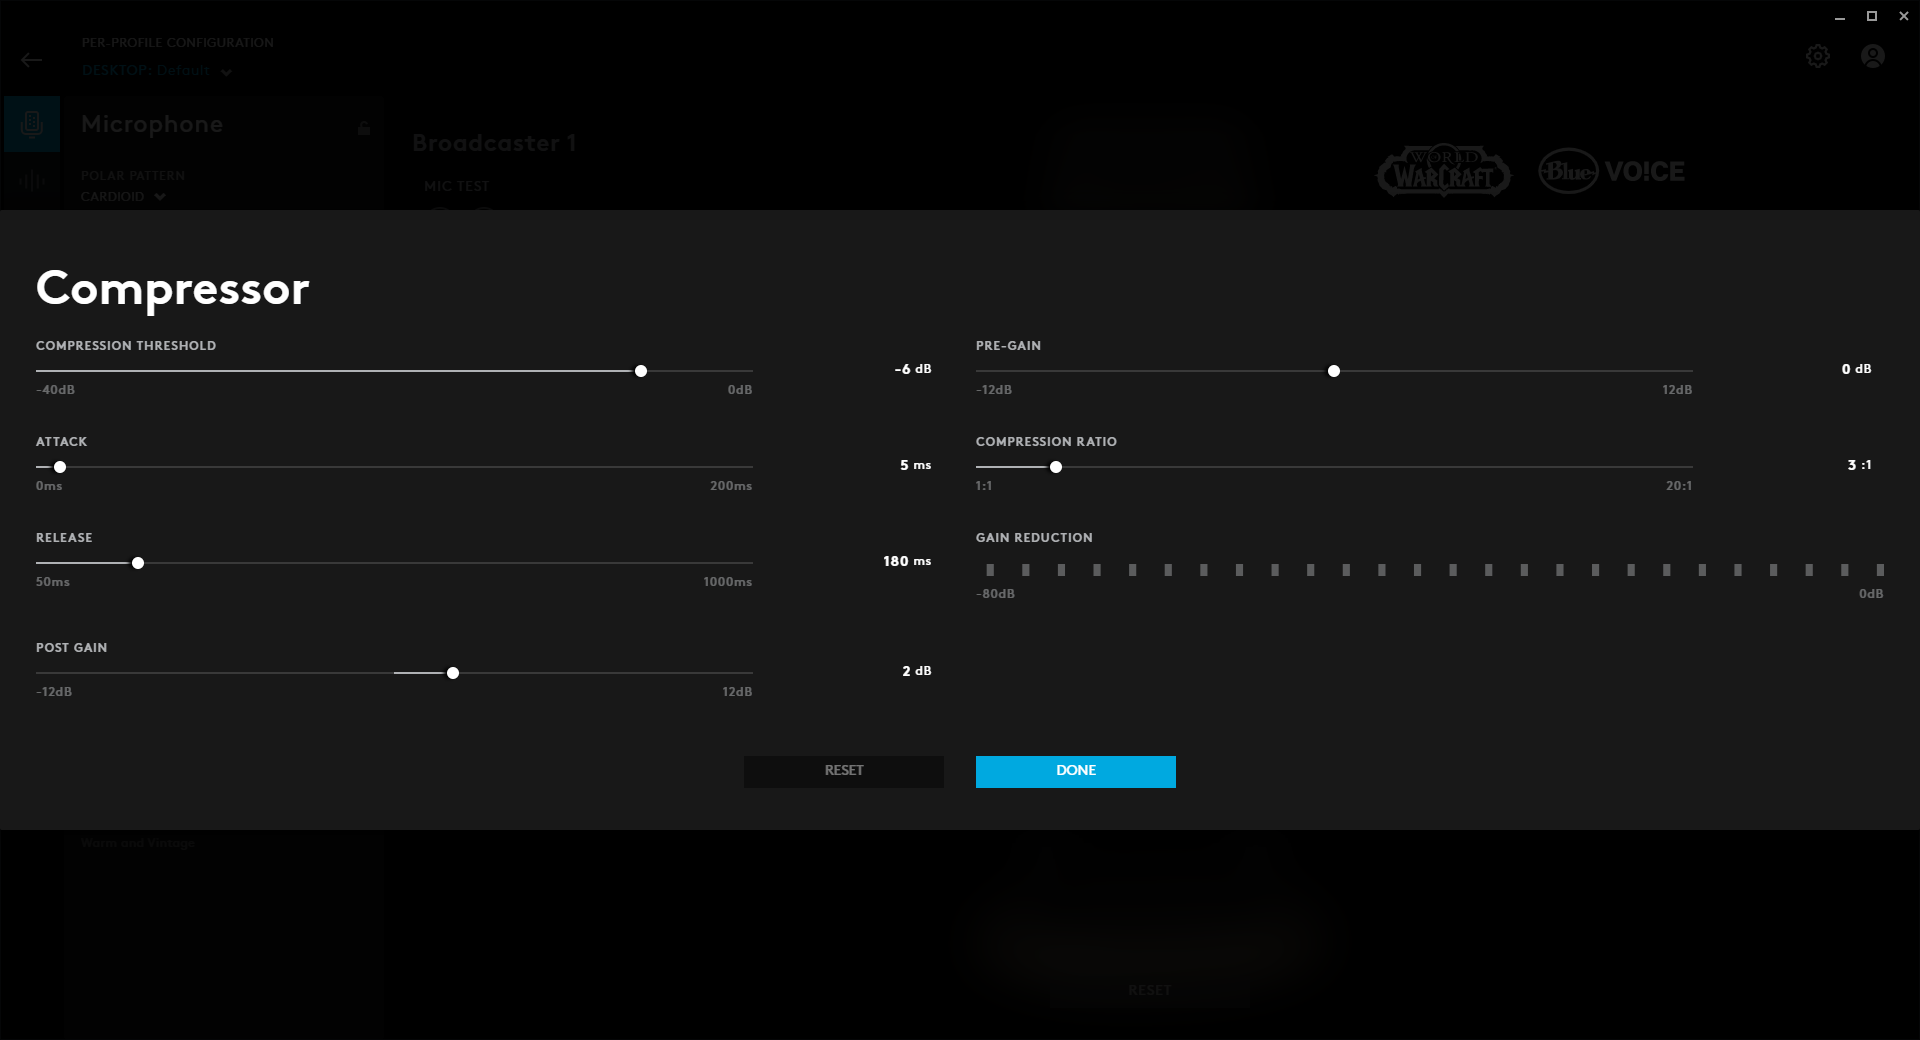 PER-PROFILE CONFIGURATION
DESKTOP: Default
Microphone
Broadcaster 1
WORLD
WARCRAFT
Blue VO!CE
POLAR PATTERN
CARDIOID
MIC TEST
Compressor
COMPRESSION THRESHOLD
-6 dB
-40dB 0dB
PRE-GAIN
0 dB
-12dB 12dB
ATTACK
5 ms
0ms 200ms
COMPRESSION RATIO
3 :1
1:1 20:1
RELEASE
180 ms
50ms 1000ms
GAIN REDUCTION
-80dB 0dB
POST GAIN
2 dB
-12dB 12dB
RESET
DONE
Warm and Vintage
RESET